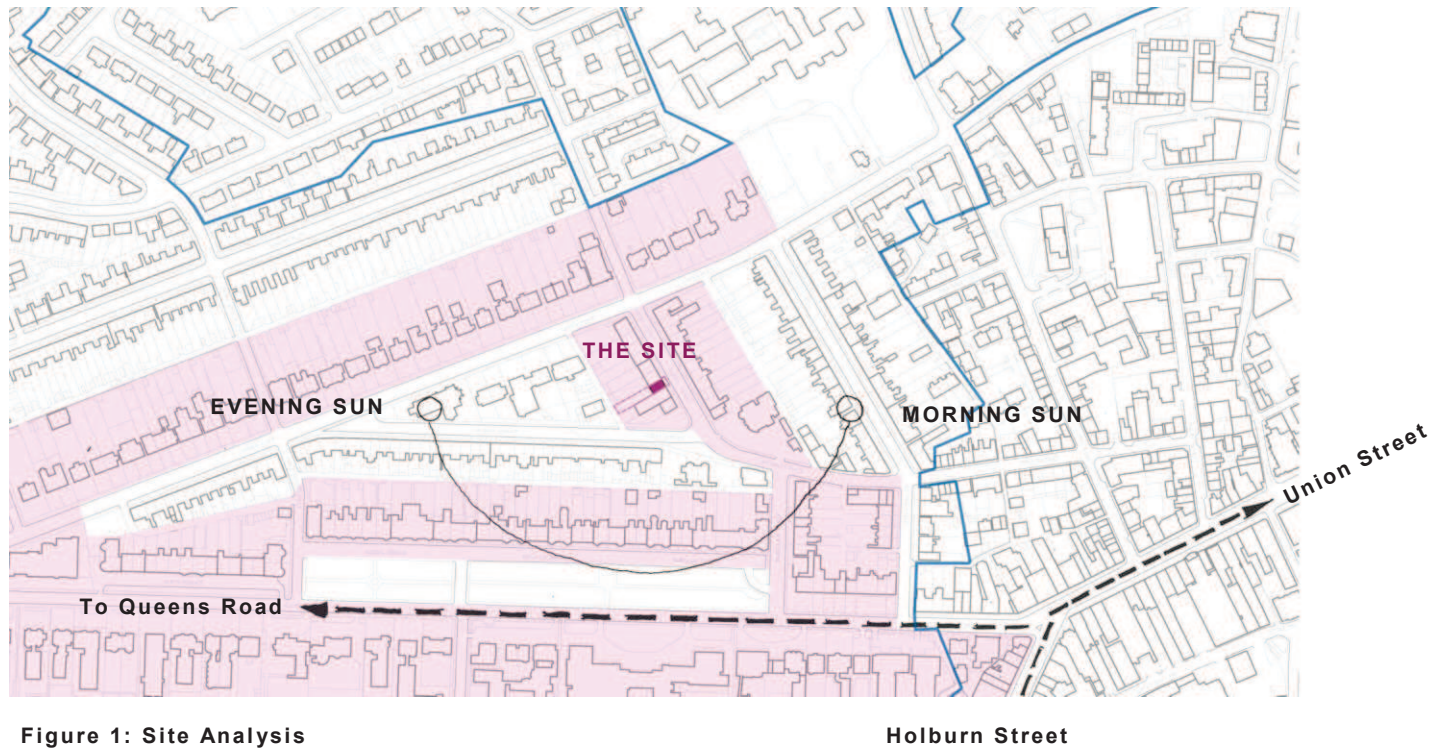 THE SITE
EVENING SUN
MORNING SUN
Union Street
To Queens Road
Figure 1: Site Analysis
Holburn Street